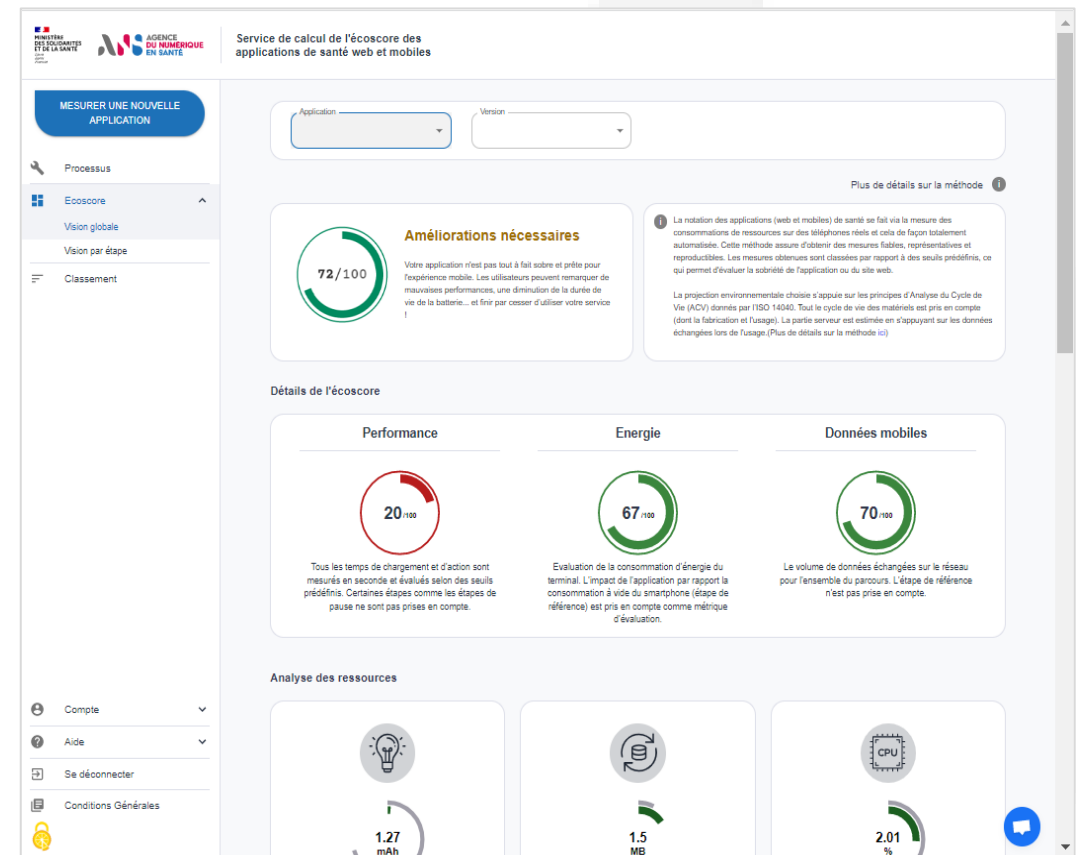 MINISTÈRE
DES SOLIDARITÉS
ET DE LA SANTÉ
AGENCE
DU NUMÉRIQUE
EN SANTÉ
Service de calcul de l'écoscore des
applications de santé web et mobiles
MESURER UNE NOUVELLE
APPLICATION
Processus
Ecoscore
Vision globale
Vision par étape
Classement
Compte
Aide
Se déconnecter
Conditions Générales
Application
Version
Plus de détails sur la méthode
i
72/100
Améliorations nécessaires
Votre application n'est pas tout à fait sobre et prête pour
l'expérience mobile. Les utilisateurs peuvent remarquer de
mauvaises performances, une diminution de la durée de
vie de la batterie... et finir par cesser d'utiliser votre service
!
i
La notation des applications (web et mobiles) de santé se fait via la mesure des
consommations de ressources sur des téléphones réels et cela de façon totalement
automatisée. Cette méthode assure d'obtenir des mesures fiables, représentatives et
reproductibles. Les mesures obtenues sont classées par rapport à des seuils prédéfinis, ce
qui permet d'évaluer la sobriété de l'application ou du site web.
La projection environnementale choisie s'appuie sur les principes d'Analyse du Cycle de
Vie (ACV) donnés par l'ISO 14040. Tout le cycle de vie des matériels est pris en compte
(dont la fabrication et l'usage). La partie serveur est estimée en s'appuyant sur les données
échangées lors de l'usage.(Plus de détails sur la méthode ici)
Détails de l'écoscore
Performance
20 /100
Tous les temps de chargement et d'action sont
mesurés en seconde et évalués selon des seuils
prédéfinis. Certaines étapes comme les étapes de
pause ne sont pas prises en compte.
Energie
67 /100
Evaluation de la consommation d'énergie du
terminal. L'impact de l'application par rapport la
consommation à vide du smartphone (étape de
référence) est pris en compte comme métrique
d'évaluation.
Données mobiles
70 /100
Le volume de données échangées sur le réseau
pour l'ensemble du parcours. L'étape de référence
n'est pas prise en compte.
Analyse des ressources
1.27
mAh
1.5
MB
CPU
2.01
%